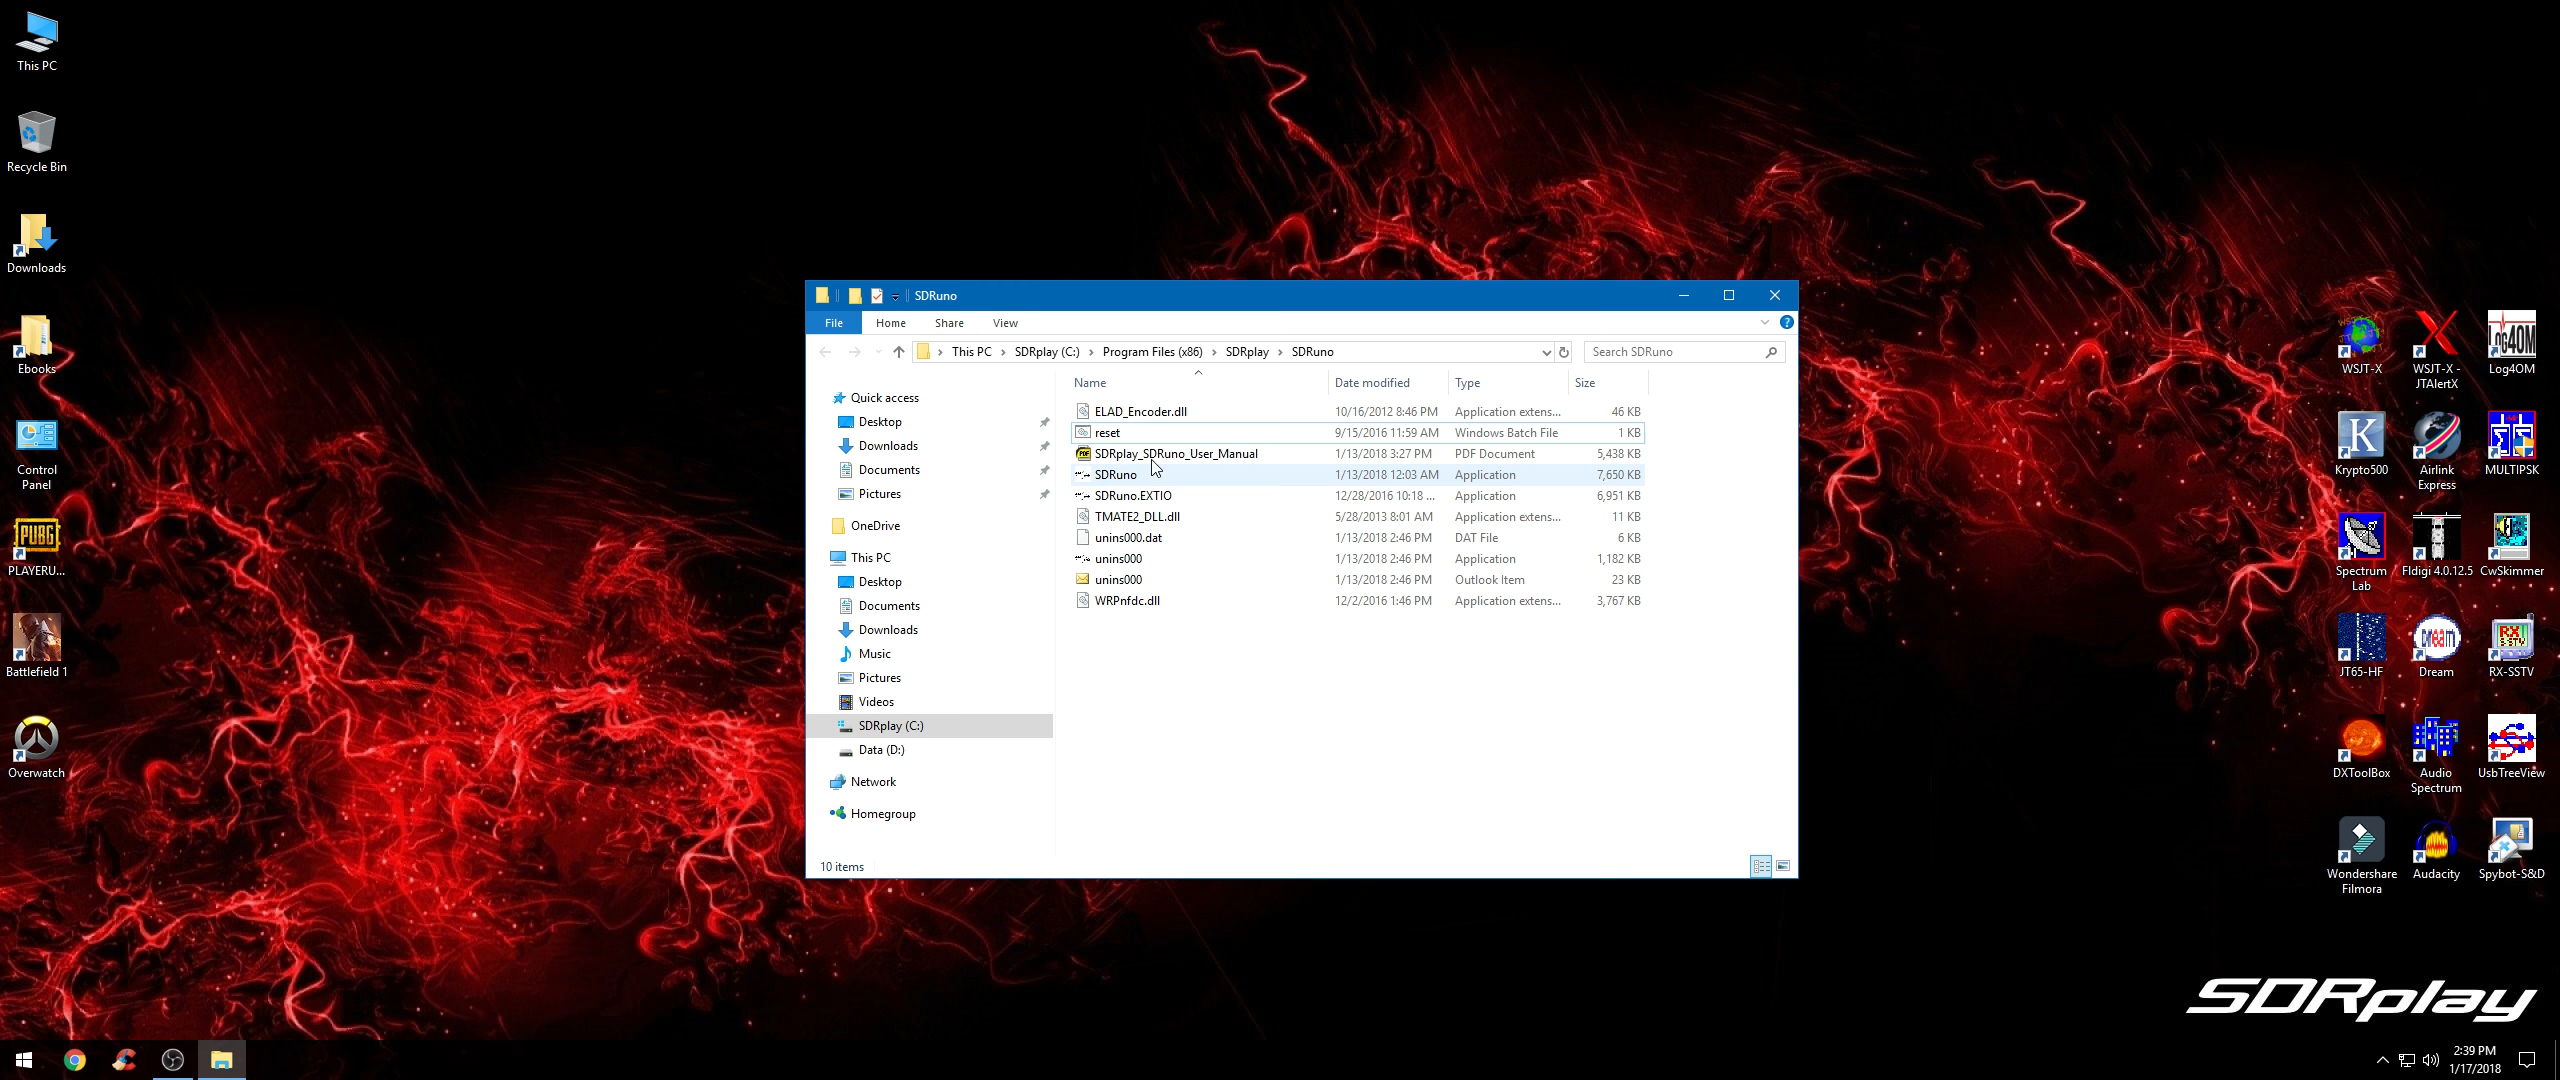 This PC
Recycle Bin
Downloads
Ebooks
Control
Panel
PUBG
PLAYERU...
Battlefield 1
Overwatch
SDRuno
File Home Share View
This PC SDRplay (C:) Program Files (x86) SDRplay SDRuno
Search SDRuno
Quick access
Desktop
Downloads
Documents
Pictures
OneDrive
This PC
Desktop
Documents
Downloads
Music
Pictures
Videos
SDRplay (C:)
Data (D:)
Network
Homegroup
Name Date modified Type Size
ELAD_Encoder.dll 10/16/2012 8:46 PM Application extens... 46 KB
reset 9/15/2016 11:59 AM Windows Batch File 1 KB
SDRplay_SDRuno_User_Manual 1/13/2018 3:27 PM PDF Document 5,438 KB
SDRuno 1/13/2018 12:03 AM Application 7,650 KB
SDRuno.EXTIO 12/28/2016 10:18 ... Application 6,951 KB
TMATE2_DLL.dll 5/28/2013 8:01 AM Application extens... 11 KB
unins000.dat 1/13/2018 2:46 PM DAT File 6 KB
unins000 1/13/2018 2:46 PM Application 1,182 KB
unins000 1/13/2018 2:46 PM Outlook Item 23 KB
WRPnfdc.dll 12/2/2016 1:46 PM Application extens... 3,767 KB
10 items
Log4OM
WSJT-X
WSJT-X -
JTAlertX
Log4OM
K
Krypto500
Airlink
Express
MULTIPSK
Spectrum
Lab
Fldigi 4.0.12.5
CwSkimmer
JT65-HF
Dream
Dream
RX
SSTV
RX-SSTV
DXToolBox
Audio
Spectrum
UsbTreeView
Wondershare
Filmora
Audacity
Spybot-S&D
SDRplay
2:39 PM
1/17/2018